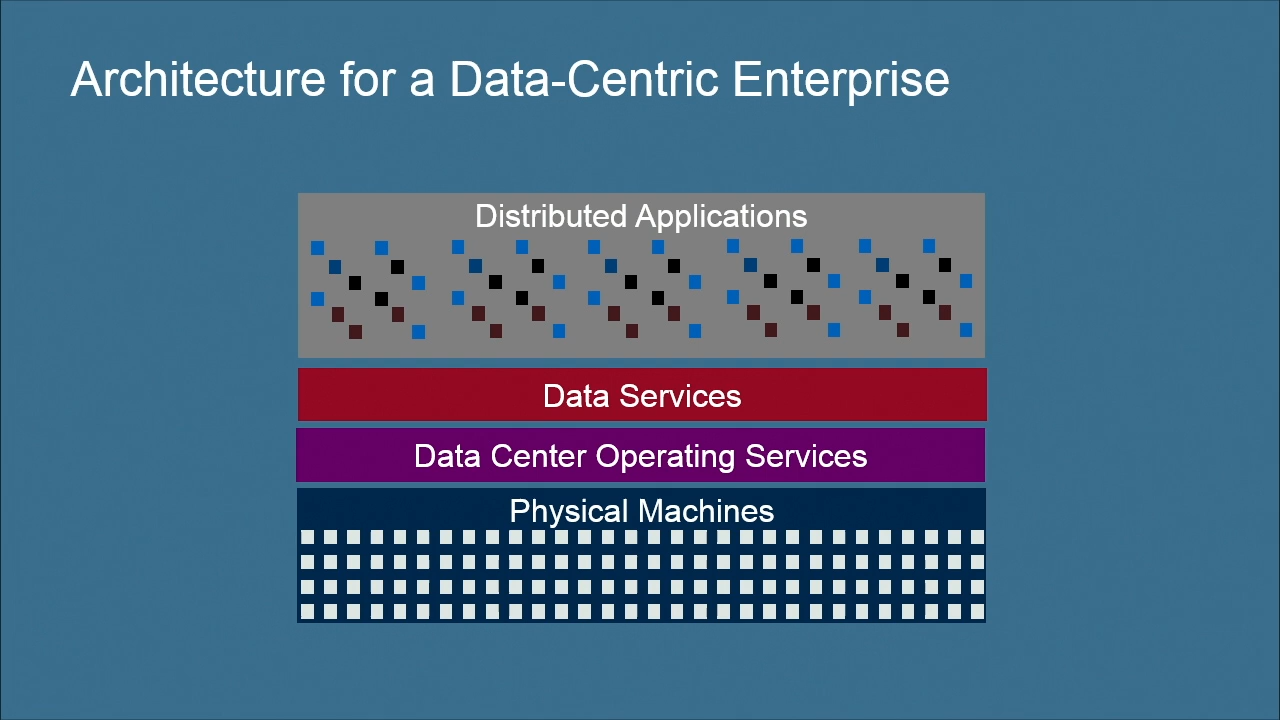 Architecture for a Data-Centric Enterprise
Distributed Applications
Data Services
Data Center Operating Services
Physical Machines